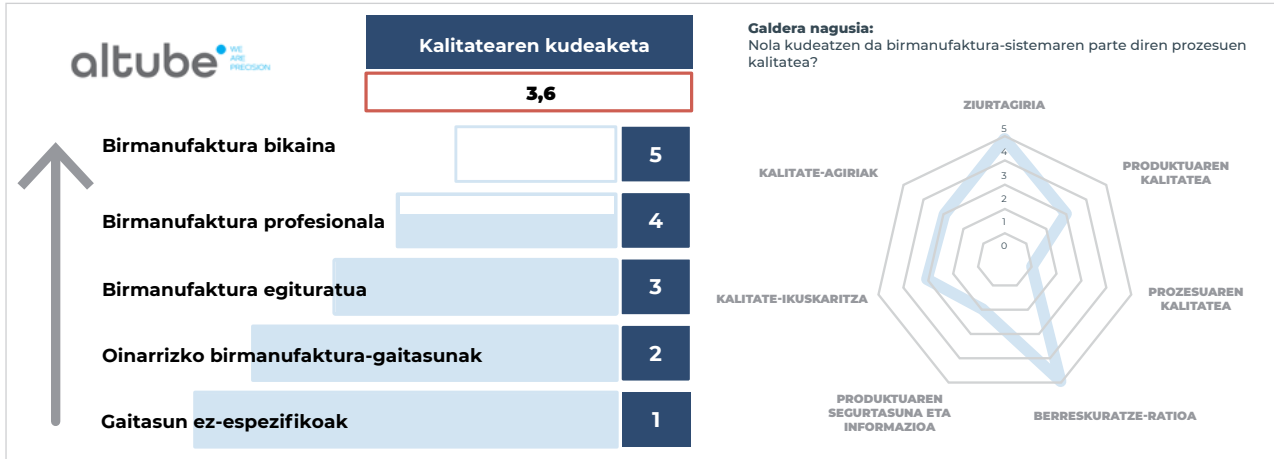 altube
WE
ARE
PRECISION
Kalitatearen kudeaketa
3,6
Birmanufaktura bikaina
5
Birmanufaktura profesionala
4
Birmanufaktura egituratua
3
Oinarrizko birmanufaktura-gaitasunak
2
Gaitasun ez-espezifikoak
1
Galdera nagusia:
Nola kudeatzen da birmanufaktura-sistemaren parte diren prozesuen
kalitatea?
ZIURTAGIRIA
5
4
3
2
1
0
PRODUKTUAREN
KALITATEA
PROZESUAREN
KALITATEA
BERRESKURATZE-RATIOA
PRODUKTUAREN
SEGURTASUNA ETA
INFORMAZIOA
KALITATE-IKUSKARITZA
KALITATE-AGIRIAK